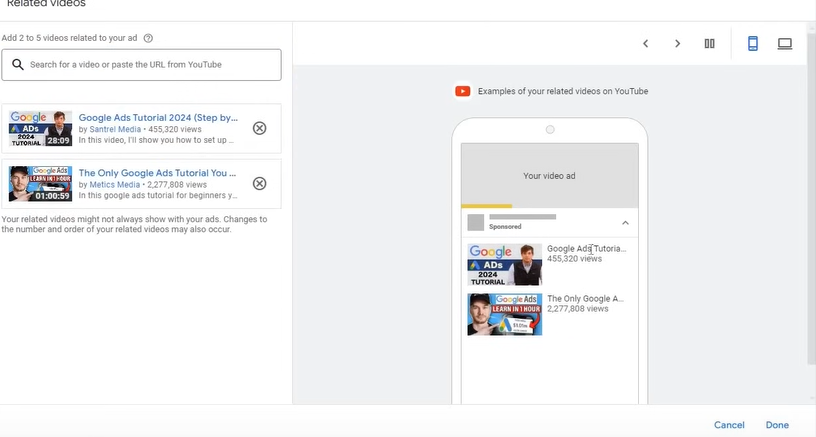 Related videos
Add 2 to 5 videos related to your ad
Search for a video or paste the URL from YouTube
Google
ADs
2024
TUTORIAL
28:09
Google Ads Tutorial 2024 (Step by...
by Santrel Media • 455,320 views
In this video, I'll show you how to set up ...
Google Ads
LEARN IN 1 HOUR
01:00:59
The Only Google Ads Tutorial You ...
by Metics Media • 2,277,808 views
In this google ads tutorial for beginners y...
Your related videos might not always show with your ads. Changes to
the number and order of your related videos may also occur.
Examples of your related videos on YouTube
Your video ad
Sponsored
Google
ADs
2024
TUTORIAL
Google Ads Tutoria...
455,320 views
Google Ads
LEARN IN 1 HOUR
The Only Google A...
2,277,808 views
Cancel
Done